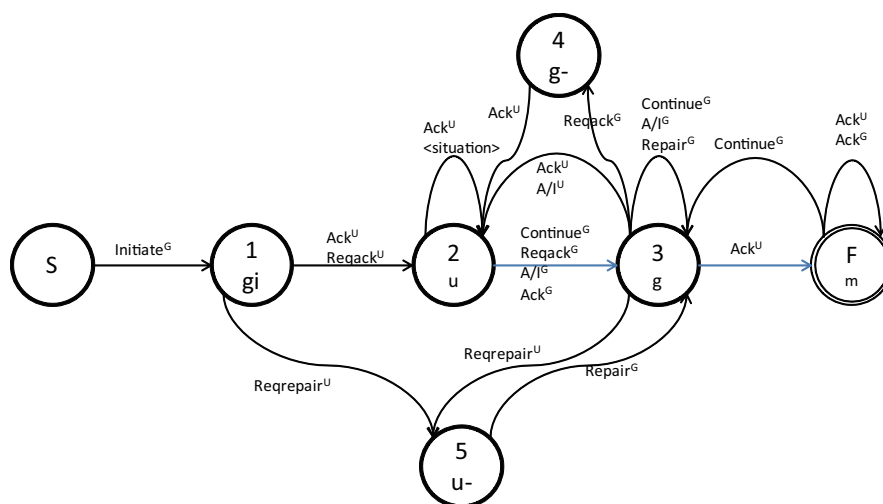 4
g-
Ack^U
Reqack^G
Continue^G
A/I^G
Repair^G
Ack^U
<situation>
Ack^U
A/I^U
Continue^G
Ack^U
Ack^G
S
Initiate^G
1
gi
Ack^U
Reqack^U
2
u
Continue^G
Reqack^G
A/I^G
Ack^G
3
g
Ack^U
F
m
Reqrepair^U
Reqrepair^U
Repair^G
5
u-